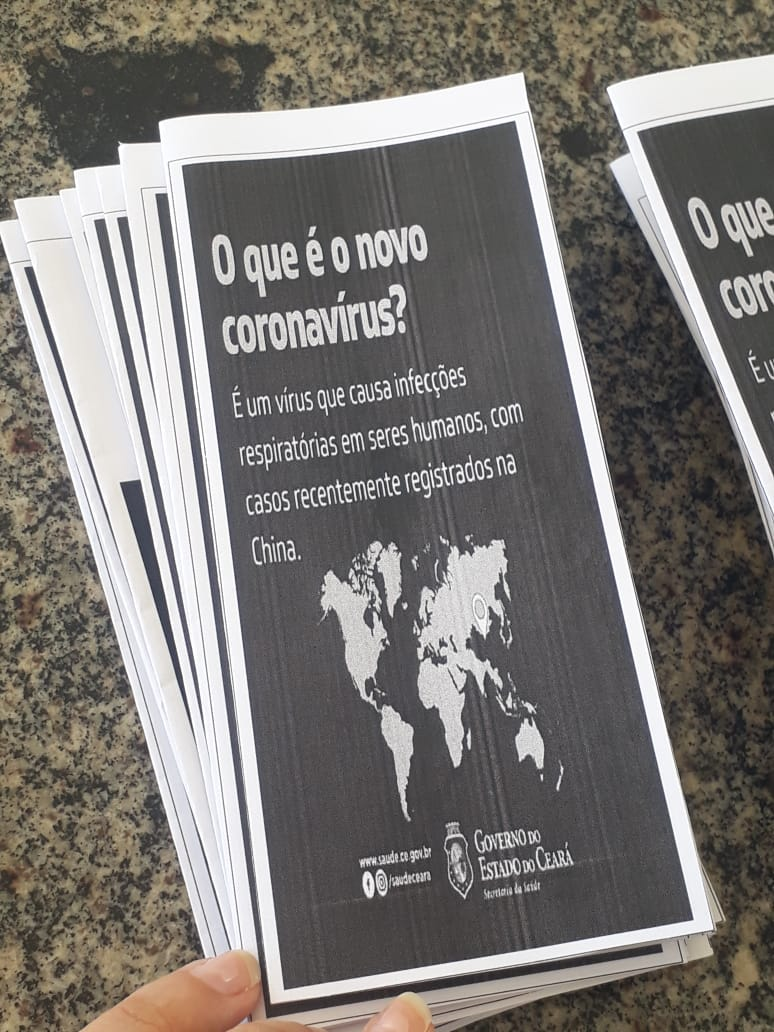 O que é o novo
coronavírus?
É um vírus que causa infecções
respiratórias em seres humanos, com
casos recentemente registrados na
China.
www.saude.ce.gov.br
/saudeceara
GOVERNO DO
ESTADO DO CEARÁ
Secretaria da Saúde
O que
coro
É u